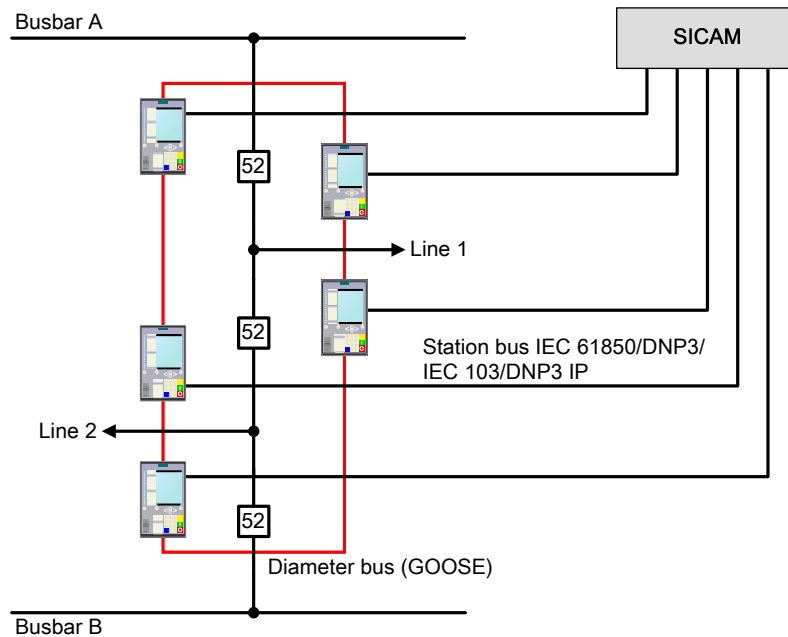 Busbar A
SICAM
52
Line 1
52
Station bus IEC 61850/DNP3/
IEC 103/DNP3 IP
Line 2
52
Diameter bus (GOOSE)
Busbar B